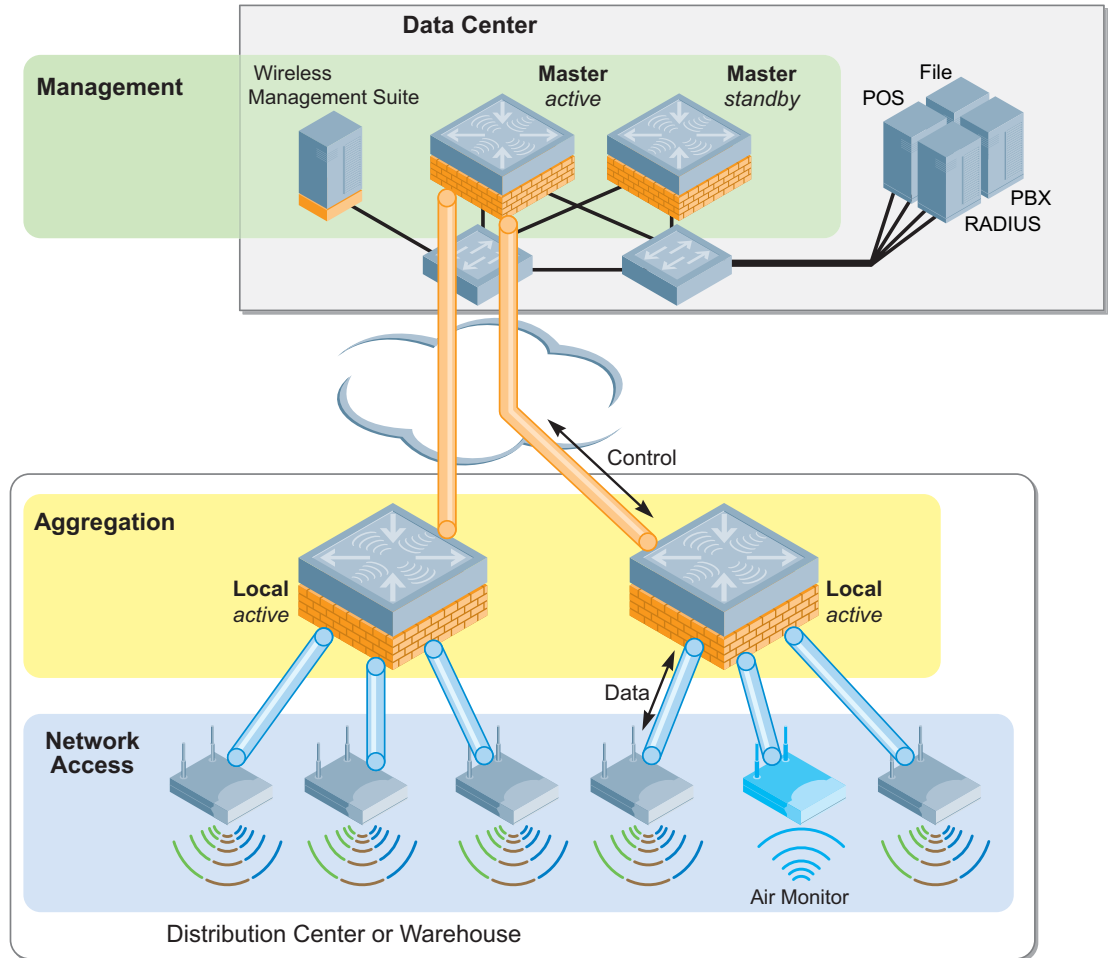 Data Center
Management
Wireless
Management Suite
Master
active
Master
standby
File
POS
PBX
RADIUS
Control
Aggregation
Local
active
Local
active
Data
Network
Access
Air Monitor
Distribution Center or Warehouse